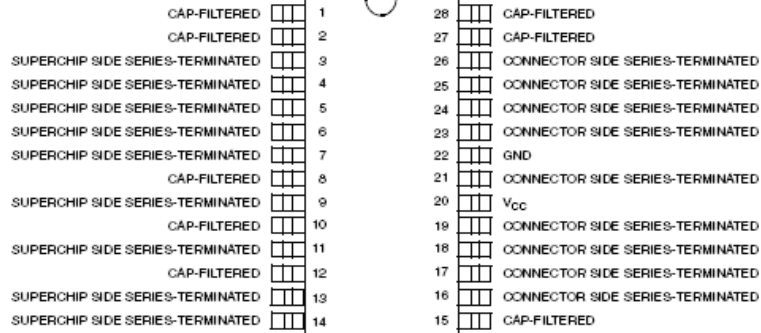 CAP-FILTERED 1 28 CAP-FILTERED
CAP-FILTERED 2 27 CAP-FILTERED
SUPERCHIP SIDE SERIES-TERMINATED 3 26 CONNECTOR SIDE SERIES-TERMINATED
SUPERCHIP SIDE SERIES-TERMINATED 4 25 CONNECTOR SIDE SERIES-TERMINATED
SUPERCHIP SIDE SERIES-TERMINATED 5 24 CONNECTOR SIDE SERIES-TERMINATED
SUPERCHIP SIDE SERIES-TERMINATED 6 23 CONNECTOR SIDE SERIES-TERMINATED
SUPERCHIP SIDE SERIES-TERMINATED 7 22 GND
CAP-FILTERED 8 21 CONNECTOR SIDE SERIES-TERMINATED
SUPERCHIP SIDE SERIES-TERMINATED 9 20 VCC
CAP-FILTERED 10 19 CONNECTOR SIDE SERIES-TERMINATED
SUPERCHIP SIDE SERIES-TERMINATED 11 18 CONNECTOR SIDE SERIES-TERMINATED
CAP-FILTERED 12 17 CONNECTOR SIDE SERIES-TERMINATED
SUPERCHIP SIDE SERIES-TERMINATED 13 16 CONNECTOR SIDE SERIES-TERMINATED
SUPERCHIP SIDE SERIES-TERMINATED 14 15 CAP-FILTERED